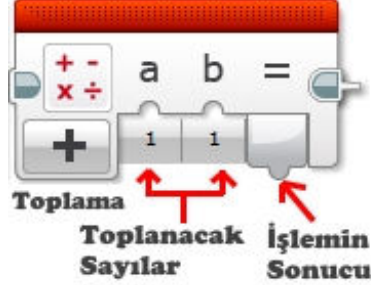 + - a b =
x ÷
+ 1 1
Toplama
Toplanacak İşlemin
Sayılar Sonucu